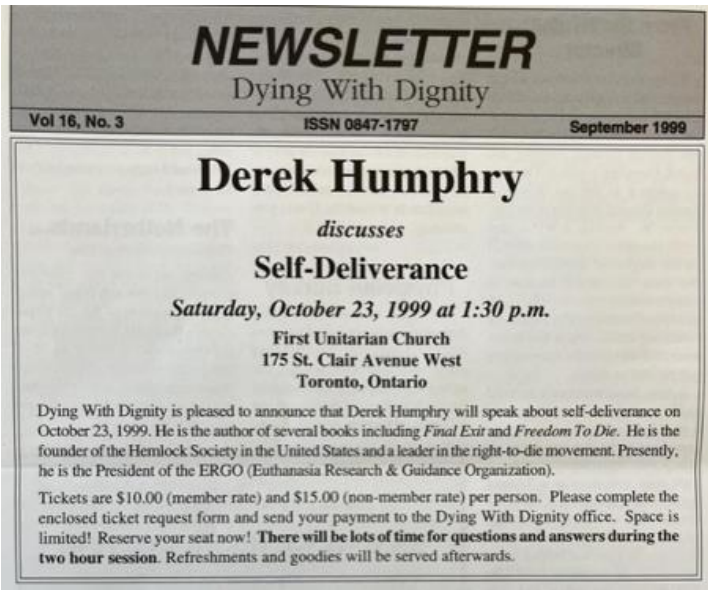 NEWSLETTER
Dying With Dignity
Vol 16, No. 3 ISSN 0847-1797 September 1999
Derek Humphry
discusses
Self-Deliverance
Saturday, October 23, 1999 at 1:30 p.m.
First Unitarian Church
175 St. Clair Avenue West
Toronto, Ontario
Dying With Dignity is pleased to announce that Derek Humphry will speak about self-deliverance on
October 23, 1999. He is the author of several books including Final Exit and Freedom To Die. He is the
founder of the Hemlock Society in the United States and a leader in the right-to-die movement. Presently,
he is the President of the ERGO (Euthanasia Research & Guidance Organization).
Tickets are $10.00 (member rate) and $15.00 (non-member rate) per person. Please complete the
enclosed ticket request form and send your payment to the Dying With Dignity office. Space is
limited! Reserve your seat now! There will be lots of time for questions and answers during the
two hour session. Refreshments and goodies will be served afterwards.